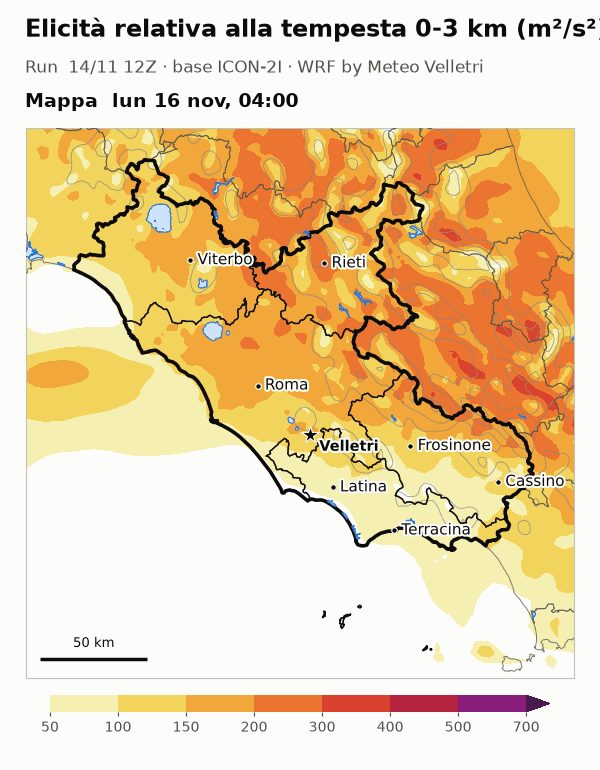 Elicità relativa alla tempesta 0-3 km (m²/s²)
Run 14/11 12Z · base ICON-2I · WRF by Meteo Velletri
Mappa lun 16 nov, 04:00
Viterbo
Rieti
Roma
Velletri
Frosinone
Cassino
Latina
Terracina
50 km
50 100 150 200 300 400 500 700